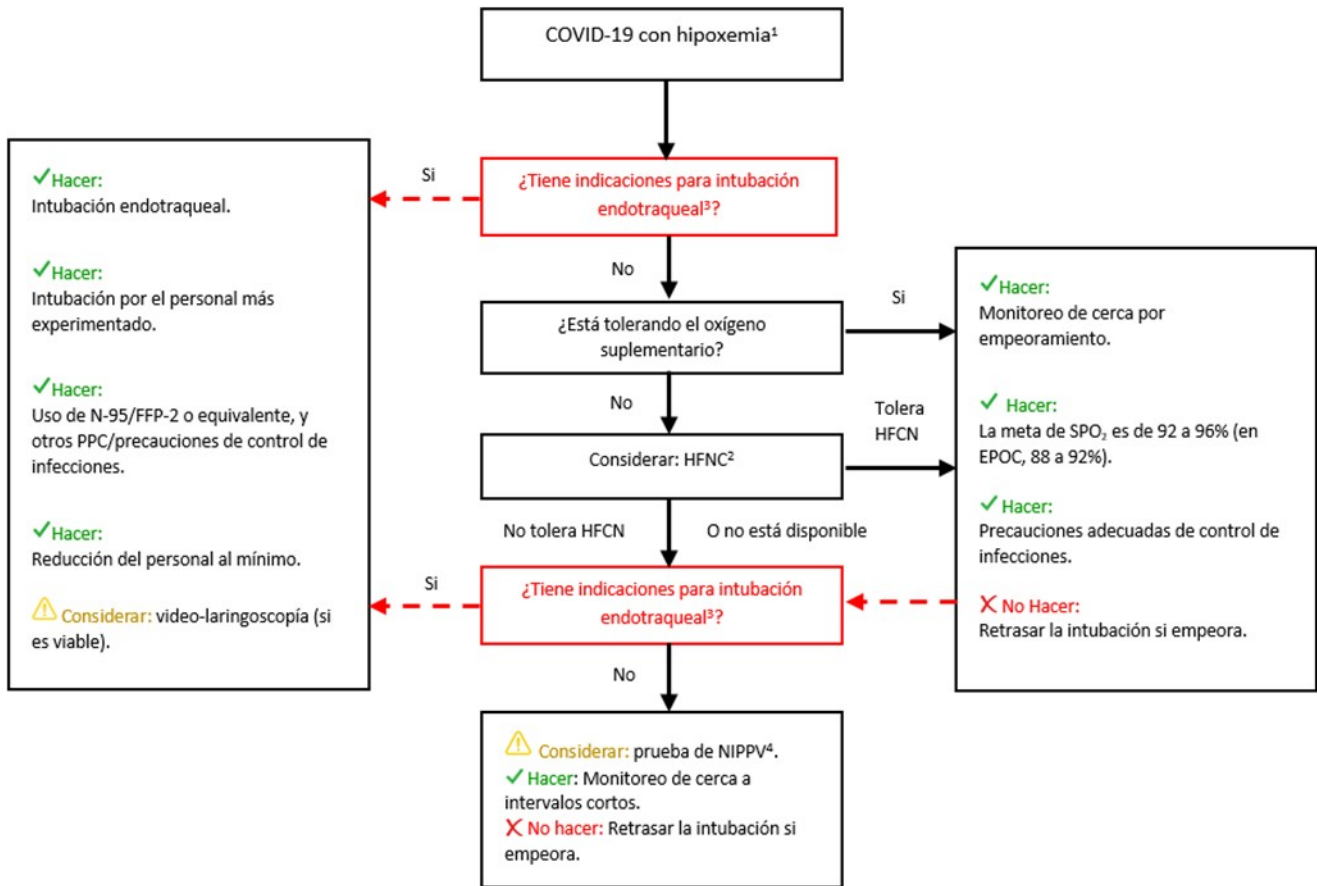 COVID-19 con hipoxemia¹
¿Tiene indicaciones para intubación
endotraqueal³?
Si
✓Hacer:
Intubación endotraqueal.
✓Hacer:
Intubación por el personal más
experimentado.
✓Hacer:
Uso de N-95/FFP-2 o equivalente, y
otros PPC/precauciones de control de
infecciones.
✓Hacer:
Reducción del personal al mínimo.
⚠ Considerar: video-laringoscopía (si
es viable).
No
¿Está tolerando el oxígeno
suplementario?
Si
✓Hacer:
Monitoreo de cerca por
empeoramiento.
✓ Hacer:
La meta de SPO₂ es de 92 a 96% (en
EPOC, 88 a 92%).
✓Hacer:
Precauciones adecuadas de control de
infecciones.
✗ No Hacer:
Retrasar la intubación si empeora.
No
Considerar: HFNC²
Tolera
HFCN
No tolera HFCN
O no está disponible
¿Tiene indicaciones para intubación
endotraqueal³?
Si
No
⚠ Considerar: prueba de NIPPV⁴.
✓ Hacer: Monitoreo de cerca a
intervalos cortos.
✗ No hacer: Retrasar la intubación si
empeora.